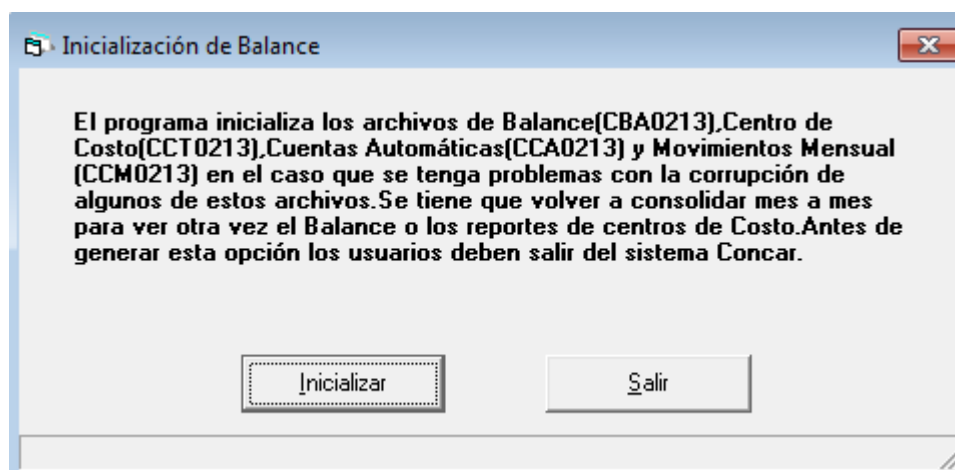 Inicialización de Balance
El programa inicializa los archivos de Balance(CBA0213),Centro de
Costo(CCT0213),Cuentas Automáticas(CCA0213) y Movimientos Mensual
(CCM0213) en el caso que se tenga problemas con la corrupción de
algunos de estos archivos.Se tiene que volver a consolidar mes a mes
para ver otra vez el Balance o los reportes de centros de Costo.Antes de
generar esta opción los usuarios deben salir del sistema Concar.
Inicializar Salir